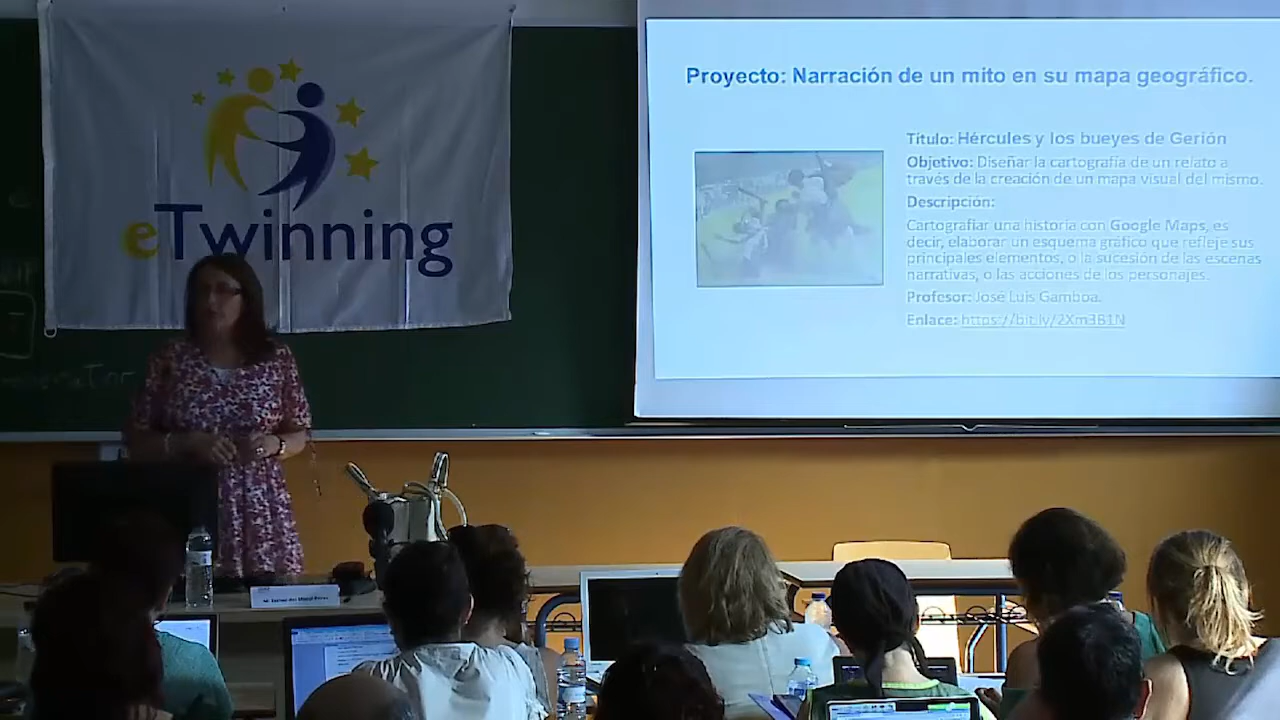 eTwinning
Proyecto: Narración de un mito en su mapa geográfico.
Título: Hércules y los bueyes de Gerión
Objetivo: Diseñar la cartografía de un relato a
través de la creación de un mapa visual del mismo.
Descripción:
Cartografiar una historia con Google Maps, es
decir, elaborar un esquema gráfico que refleje sus
principales elementos, o la sucesión de las escenas
narrativas, o las acciones de los personajes.
Profesor: José Luis Gamboa.
Enlace: https://bit.ly/2Xm3B1N